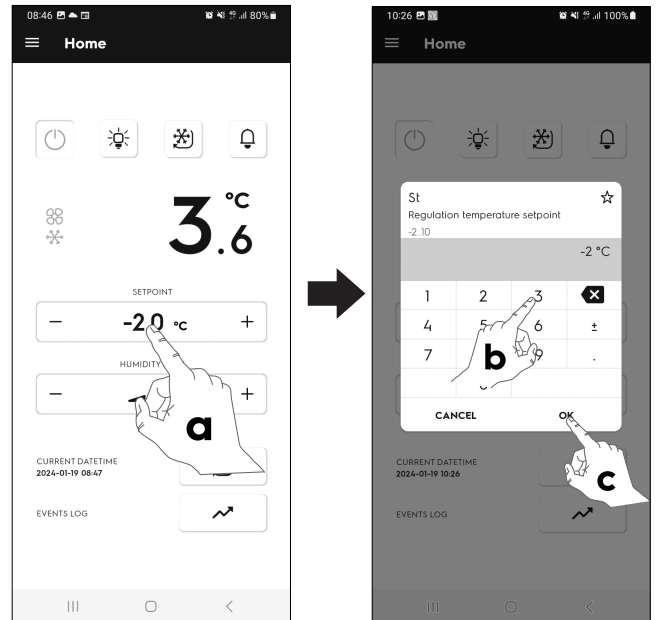 08:46 80%
Home
°C
3.6
SETPOINT
− -2.0 °C +
HUMIDITY
− +
a
CURRENT DATETIME
2024-01-19 08:47
EVENTS LOG
10:26 100%
Home
St
Regulation temperature setpoint
-2..10
-2 °C
1 2 3
4 5 6 ±
7 9 .
b
CANCEL OK
c
CURRENT DATETIME
2024-01-19 10:26
EVENTS LOG